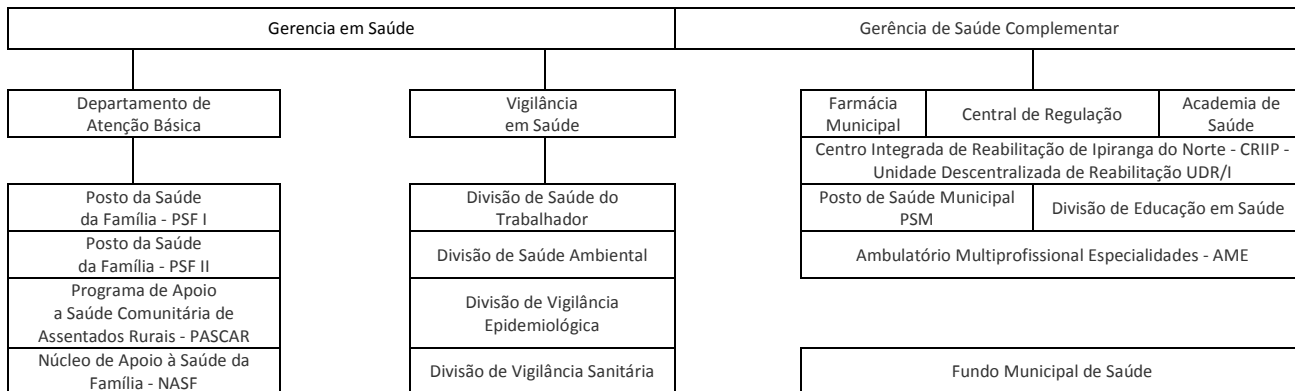 Gerencia em Saúde
Gerência de Saúde Complementar
Departamento de
Atenção Básica
Vigilância
em Saúde
Farmácia
Municipal
Central de Regulação
Academia de
Saúde
Centro Integrada de Reabilitação de Ipiranga do Norte - CRIIP -
Unidade Descentralizada de Reabilitação UDR/I
Posto da Saúde
da Família - PSF I
Divisão de Saúde do
Trabalhador
Posto de Saúde Municipal
PSM
Divisão de Educação em Saúde
Posto da Saúde
da Família - PSF II
Divisão de Saúde Ambiental
Ambulatório Multiprofissional Especialidades - AME
Programa de Apoio
a Saúde Comunitária de
Assentados Rurais - PASCAR
Divisão de Vigilância
Epidemiológica
Núcleo de Apoio à Saúde da
Família - NASF
Divisão de Vigilância Sanitária
Fundo Municipal de Saúde